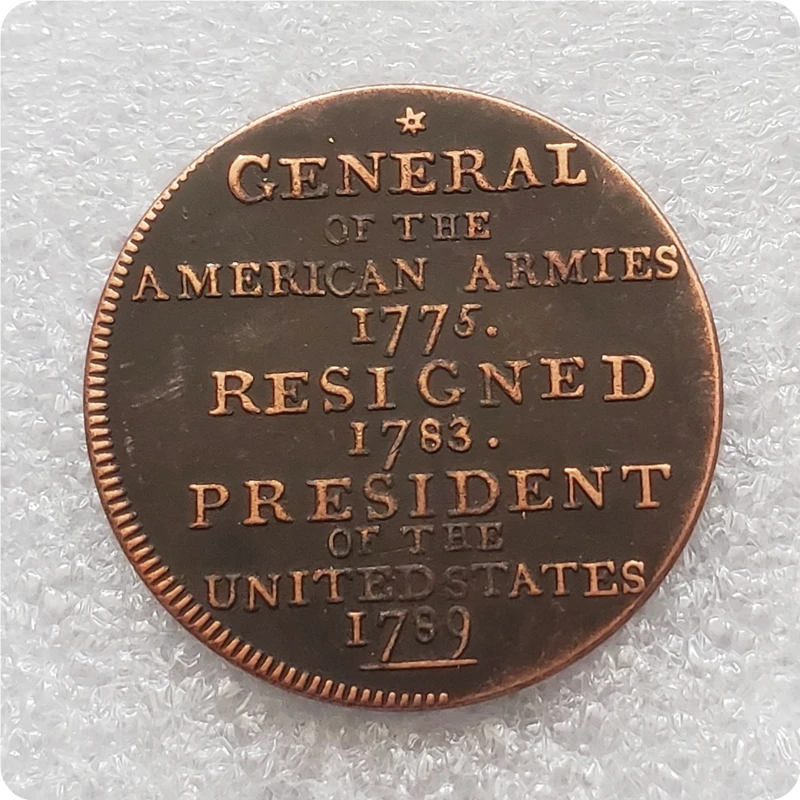 GENERAL
OF THE
AMERICAN ARMIES
1775.
RESIGNED
1783.
PRESIDENT
OF THE
UNITEDSTATES
1789